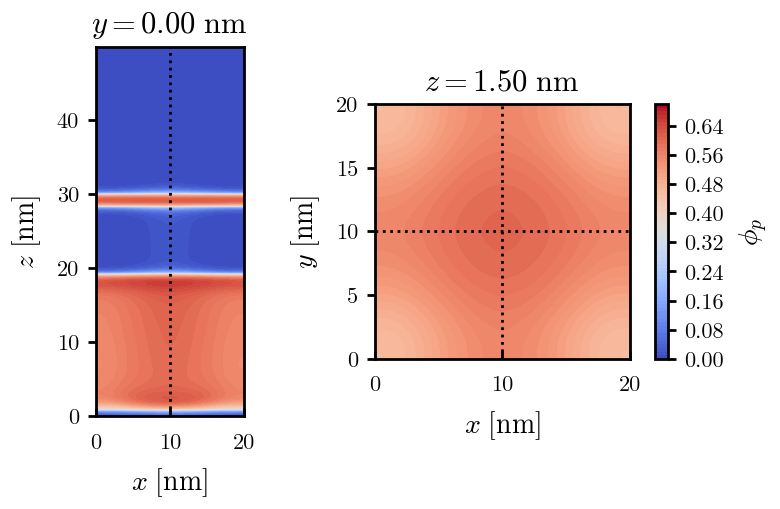 y = 0.00 nm
z [nm]
40
30
20
10
0
0 10 20
x [nm]
z = 1.50 nm
y [nm]
20
15
10
5
0
0 10 20
x [nm]
0.64
0.56
0.48
0.40
0.32
0.24
0.16
0.08
0.00
ϕp